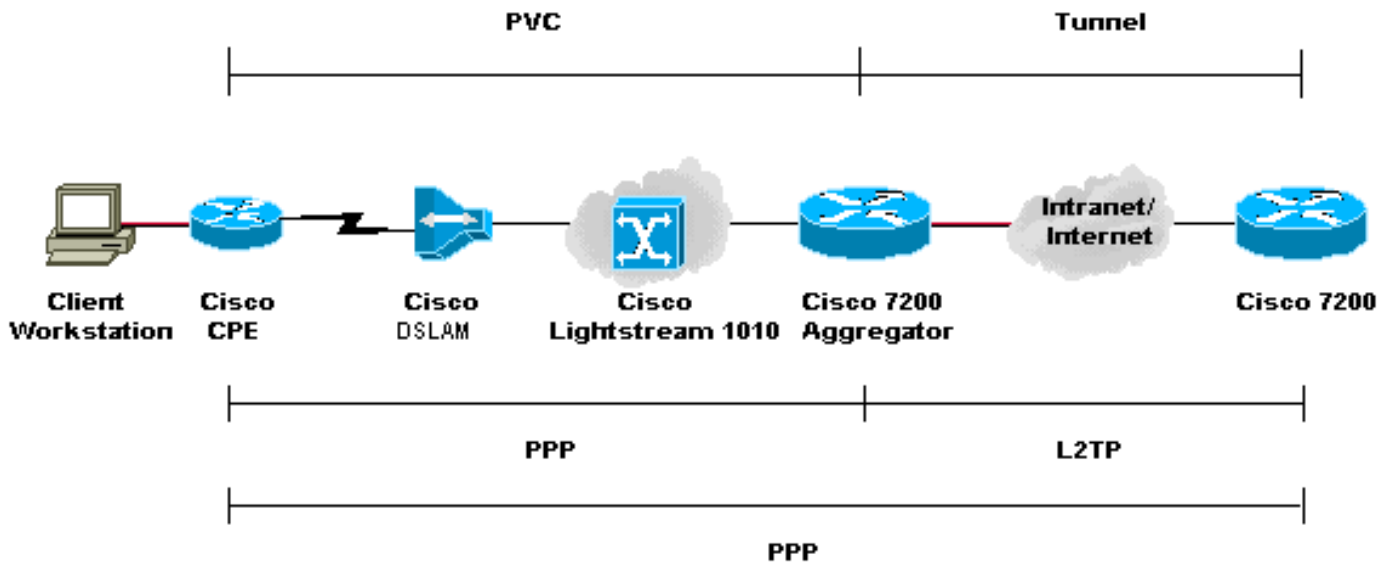 PVC
Tunnel
Intranet/
Internet
Client
Workstation
Cisco
CPE
Cisco
DSLAM
Cisco
Lightstream 1010
Cisco 7200
Aggregator
Cisco 7200
PPP
L2TP
PPP